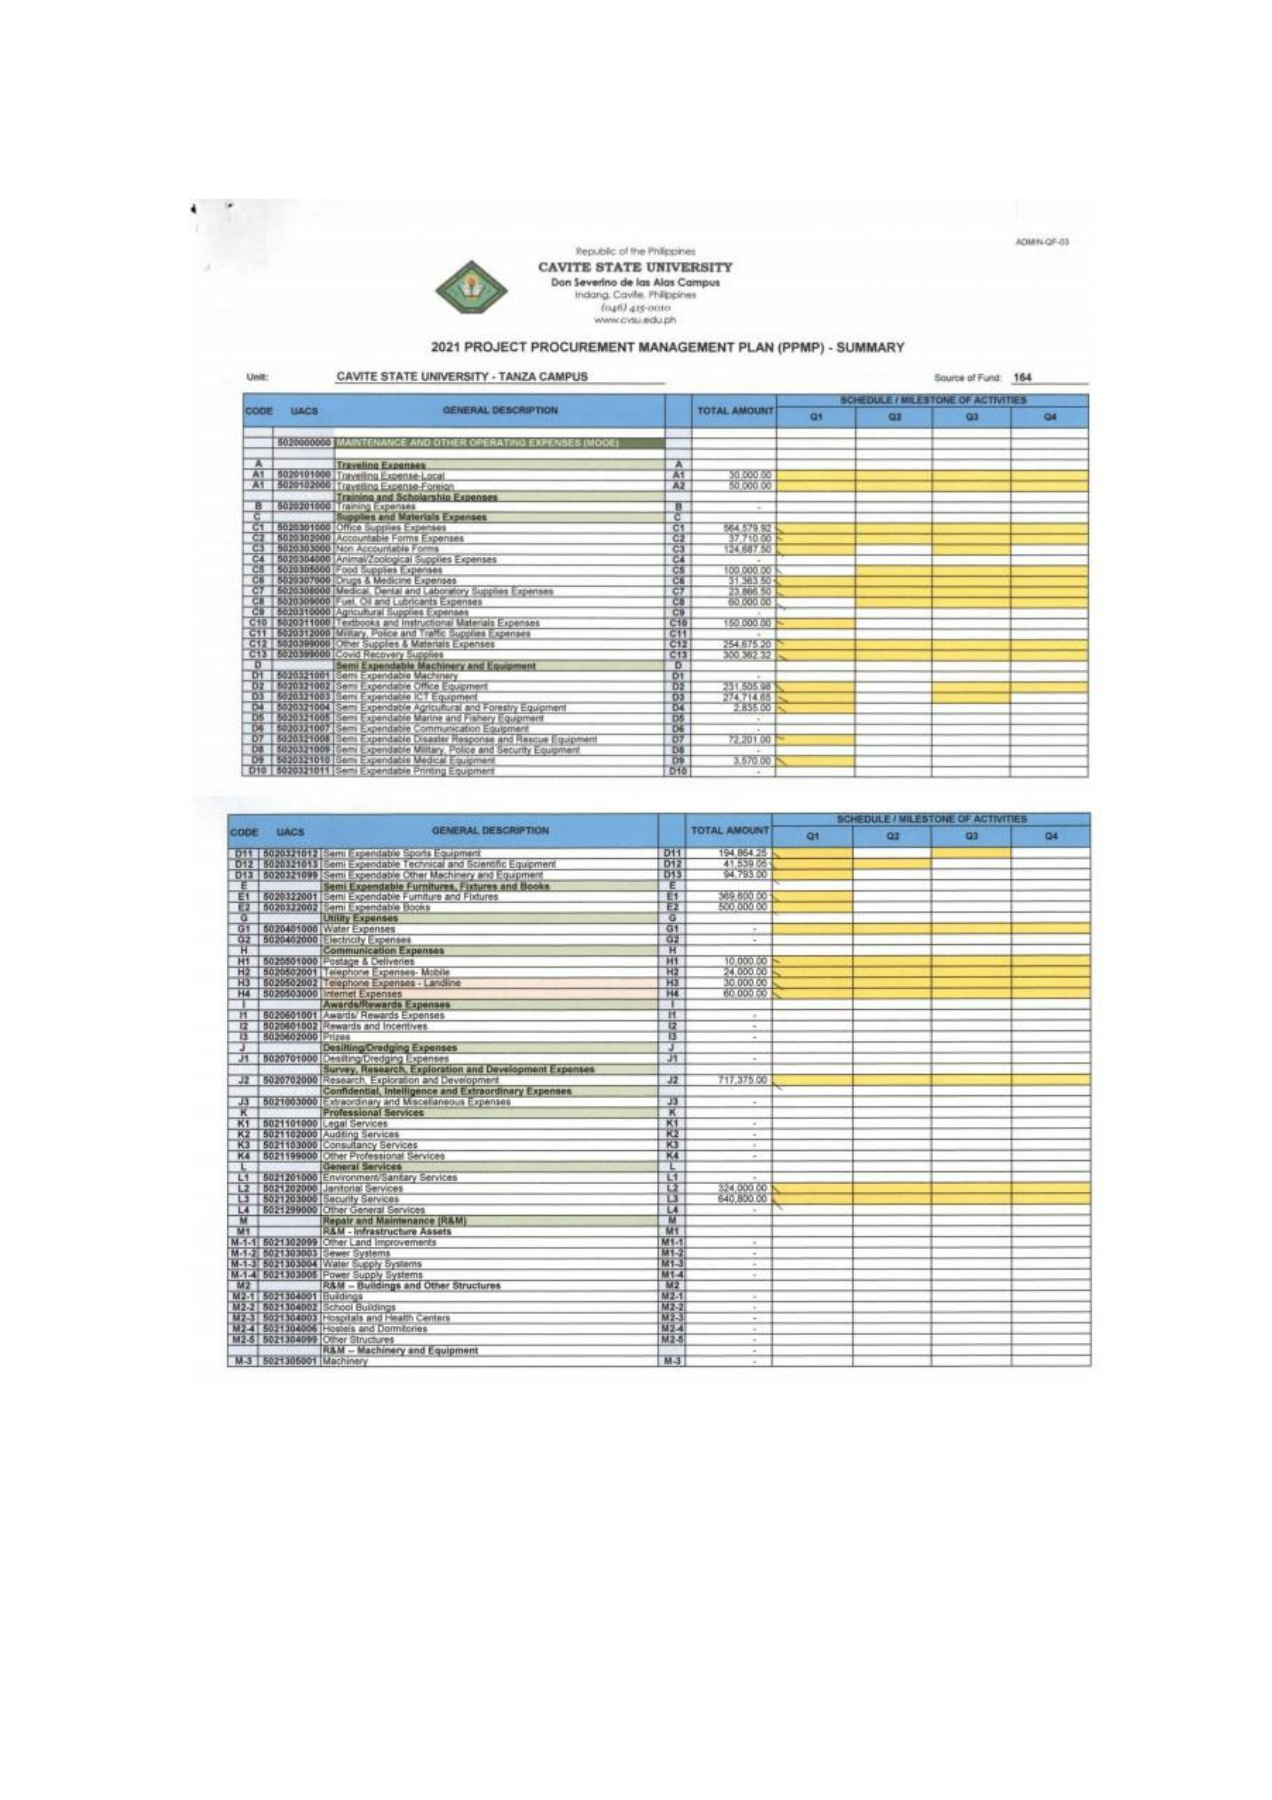 ADMIN-QF-03
Republic of the Philippines
CAVITE STATE UNIVERSITY
Don Severino de las Alas Campus
Indang, Cavite, Philippines
(046) 415-0010
www.cvsu.edu.ph
2021 PROJECT PROCUREMENT MANAGEMENT PLAN (PPMP) - SUMMARY
Unit: CAVITE STATE UNIVERSITY - TANZA CAMPUS Source of Fund: 164
CODE UACS GENERAL DESCRIPTION TOTAL AMOUNT SCHEDULE / MILESTONE OF ACTIVITIES
Q1 Q2 Q3 Q4
5020000000 MAINTENANCE AND OTHER OPERATING EXPENSES (MOOE)
A Traveling Expenses A
A1 5020101000 Travelling Expense-Local A1 30,000.00
A1 5020102000 Travelling Expense-Foreign A2 50,000.00
Training and Scholarship Expenses
B 5020201000 Training Expenses B -
C Supplies and Materials Expenses C
C1 5020301000 Office Supplies Expenses C1 564,579.92
C2 5020302000 Accountable Forms Expenses C2 37,710.00
C3 5020303000 Non Accountable Forms C3 124,687.50
C4 5020304000 Animal/Zoological Supplies Expenses C4 -
C5 5020305000 Food Supplies Expenses C5 100,000.00
C6 5020307000 Drugs & Medicine Expenses C6 31,363.50
C7 5020308000 Medical, Dental and Laboratory Supplies Expenses C7 23,866.50
C8 5020309000 Fuel, Oil and Lubricants Expenses C8 60,000.00
C9 5020310000 Agricultural Supplies Expenses C9 -
C10 5020311000 Textbooks and Instructional Materials Expenses C10 150,000.00
C11 5020312000 Military, Police and Traffic Supplies Expenses C11 -
C12 5020399000 Other Supplies & Materials Expenses C12 254,675.20
C13 5020399000 Covid Recovery Supplies C13 300,362.32
D Semi Expendable Machinery and Equipment D
D1 5020321001 Semi Expendable Machinery D1 -
D2 5020321002 Semi Expendable Office Equipment D2 231,505.98
D3 5020321003 Semi Expendable ICT Equipment D3 274,714.65
D4 5020321004 Semi Expendable Agricultural and Forestry Equipment D4 2,835.00
D5 5020321005 Semi Expendable Marine and Fishery Equipment D5 -
D6 5020321007 Semi Expendable Communication Equipment D6 -
D7 5020321008 Semi Expendable Disaster Response and Rescue Equipment D7 72,201.00
D8 5020321009 Semi Expendable Military, Police and Security Equipment D8 -
D9 5020321010 Semi Expendable Medical Equipment D9 3,570.00
D10 5020321011 Semi Expendable Printing Equipment D10 -
CODE UACS GENERAL DESCRIPTION TOTAL AMOUNT SCHEDULE / MILESTONE OF ACTIVITIES
Q1 Q2 Q3 Q4
D11 5020321012 Semi Expendable Sports Equipment D11 194,864.25
D12 5020321013 Semi Expendable Technical and Scientific Equipment D12 41,539.05
D13 5020321099 Semi Expendable Other Machinery and Equipment D13 94,793.00
E Semi Expendable Furnitures, Fixtures and Books E
E1 5020322001 Semi Expendable Furniture and Fixtures E1 369,600.00
E2 5020322002 Semi Expendable Books E2 500,000.00
G Utility Expenses G
G1 5020401000 Water Expenses G1 -
G2 5020402000 Electricity Expenses G2 -
H Communication Expenses H
H1 5020501000 Postage & Deliveries H1 10,000.00
H2 5020502001 Telephone Expenses- Mobile H2 24,000.00
H3 5020502002 Telephone Expenses - Landline H3 30,000.00
H4 5020503000 Internet Expenses H4 60,000.00
I Awards/Rewards Expenses I
I1 5020601001 Awards/ Rewards Expenses I1 -
I2 5020601002 Rewards and Incentives I2 -
I3 5020602000 Prizes I3 -
J Desilting/Dredging Expenses J
J1 5020701000 Desilting/Dredging Expenses J1 -
Survey, Research, Exploration and Development Expenses
J2 5020702000 Research, Exploration and Development J2 717,375.00
Confidential, Intelligence and Extraordinary Expenses
J3 5021003000 Extraordinary and Miscellaneous Expenses J3 -
K Professional Services K
K1 5021101000 Legal Services K1 -
K2 5021102000 Auditing Services K2 -
K3 5021103000 Consultancy Services K3 -
K4 5021199000 Other Professional Services K4 -
L General Services L
L1 5021201000 Environment/Sanitary Services L1 -
L2 5021202000 Janitorial Services L2 324,000.00
L3 5021203000 Security Services L3 640,800.00
L4 5021299000 Other General Services L4 -
M Repair and Maintenance (R&M) M
M1 R&M - Infrastructure Assets M1
M-1-1 5021302099 Other Land Improvements M1-1 -
M-1-2 5021303003 Sewer Systems M1-2 -
M-1-3 5021303004 Water Supply Systems M1-3 -
M-1-4 5021303005 Power Supply Systems M1-4 -
M2 R&M – Buildings and Other Structures M2
M2-1 5021304001 Buildings M2-1 -
M2-2 5021304002 School Buildings M2-2 -
M2-3 5021304003 Hospitals and Health Centers M2-3 -
M2-4 5021304006 Hostels and Dormitories M2-4 -
M2-5 5021304099 Other Structures M2-5 -
R&M – Machinery and Equipment -
M-3 5021305001 Machinery M-3 -